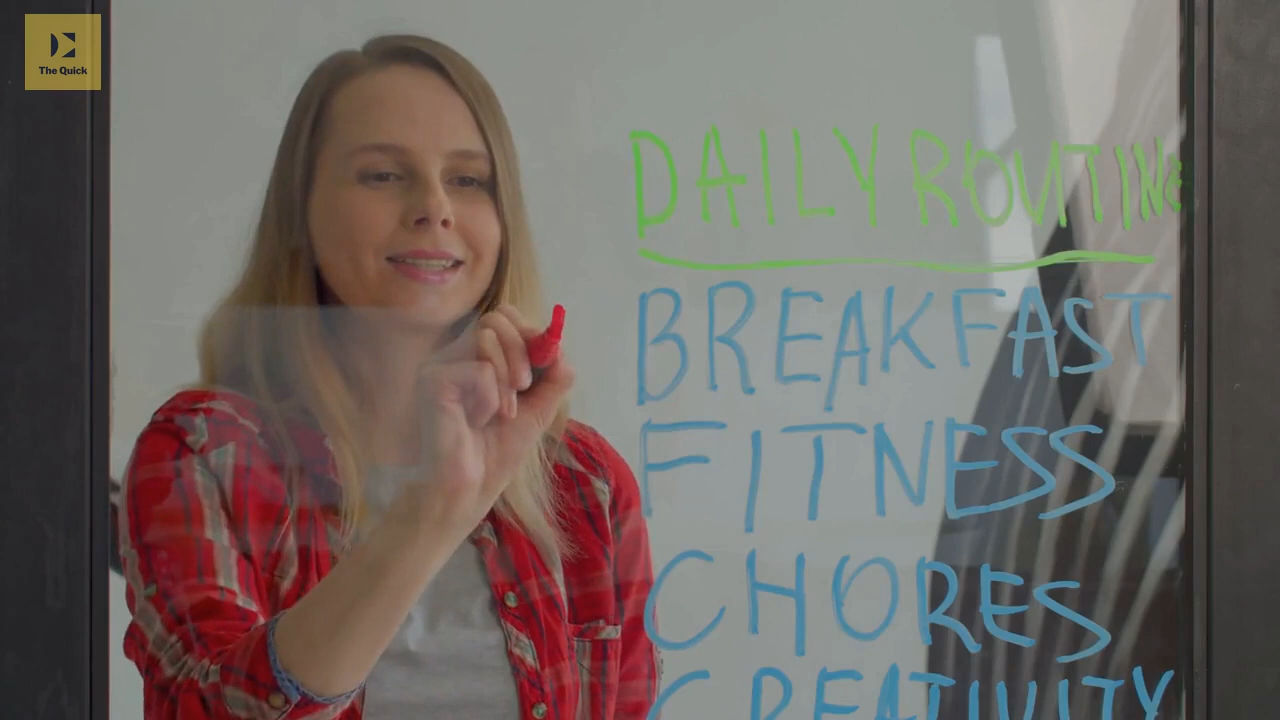 The Quick
DAILY ROUTINE
BREAKFAST
FITNESS
CHORES
CREATIVITY